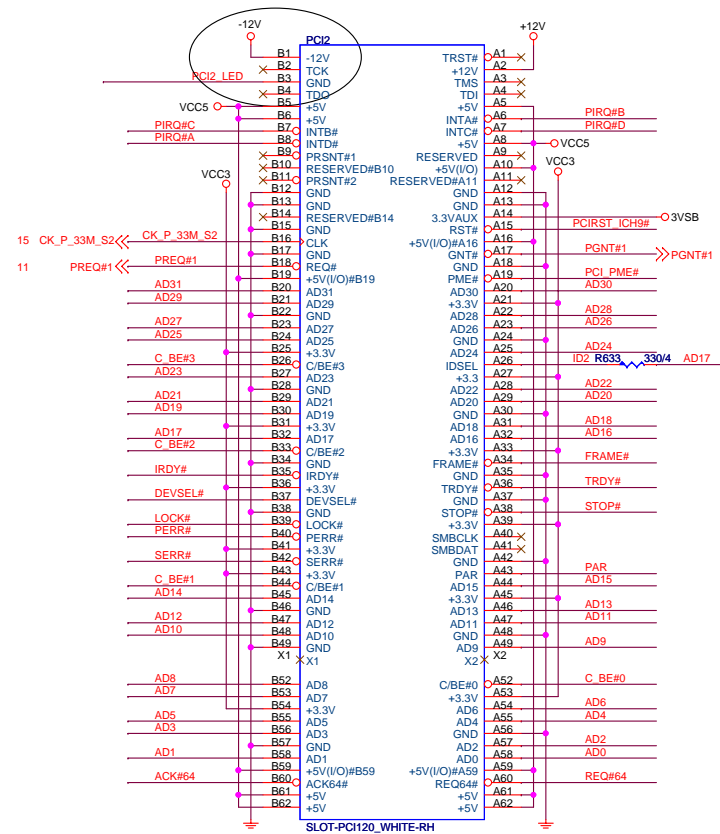 -12V +12V
PCI2
B1 -12V TRST# A1
B2 TCK +12V A2
PCI2_LED B3 GND TMS A3
B4 TDO TDI A4
VCC5 B5 +5V +5V A5
B6 +5V INTA# A6 PIRQ#B
PIRQ#C B7 INTB# INTC# A7 PIRQ#D
PIRQ#A B8 INTD# +5V A8 VCC5
B9 PRSNT#1 RESERVED A9
B10 RESERVED#B10 +5V(I/O) A10
VCC3 B11 PRSNT#2 RESERVED#A11 A11 VCC3
B12 GND GND A12
B13 GND GND A13
B14 RESERVED#B14 3.3VAUX A14 3VSB
B15 GND RST# A15 PCIRST_ICH9#
15 CK_P_33M_S2 CK_P_33M_S2 B16 CLK +5V(I/O)#A16 A16
B17 GND GNT# A17 PGNT#1 PGNT#1
11 PREQ#1 PREQ#1 B18 REQ# GND A18
B19 +5V(I/O)#B19 PME# A19 PCI_PME#
AD31 B20 AD31 AD30 A20 AD30
AD29 B21 AD29 +3.3V A21
B22 GND AD28 A22 AD28
AD27 B23 AD27 AD26 A23 AD26
AD25 B24 AD25 GND A24
B25 +3.3V AD24 A25 AD24
C_BE#3 B26 C/BE#3 IDSEL A26 ID2 R633 330/4 AD17
AD23 B27 AD23 +3.3 A27
B28 GND AD22 A28 AD22
AD21 B29 AD21 AD20 A29 AD20
AD19 B30 AD19 GND A30
B31 +3.3V AD18 A31 AD18
AD17 B32 AD17 AD16 A32 AD16
C_BE#2 B33 C/BE#2 +3.3V A33
B34 GND FRAME# A34 FRAME#
IRDY# B35 IRDY# GND A35
B36 +3.3V TRDY# A36 TRDY#
DEVSEL# B37 DEVSEL# GND A37
B38 GND STOP# A38 STOP#
LOCK# B39 LOCK# +3.3V A39
PERR# B40 PERR# SMBCLK A40
B41 +3.3V SMBDAT A41
SERR# B42 SERR# GND A42
B43 +3.3V PAR A43 PAR
C_BE#1 B44 C/BE#1 AD15 A44 AD15
AD14 B45 AD14 +3.3V A45
B46 GND AD13 A46 AD13
AD12 B47 AD12 AD11 A47 AD11
AD10 B48 AD10 GND A48
B49 GND AD9 A49 AD9
X1 X1 X2 X2
AD8 B52 AD8 C/BE#0 A52 C_BE#0
AD7 B53 AD7 +3.3V A53
B54 +3.3V AD6 A54 AD6
AD5 B55 AD5 AD4 A55 AD4
AD3 B56 AD3 GND A56
B57 GND AD2 A57 AD2
AD1 B58 AD1 AD0 A58 AD0
B59 +5V(I/O)#B59 +5V(I/O)#A59 A59
ACK#64 B60 ACK64# REQ64# A60 REQ#64
B61 +5V +5V A61
B62 +5V +5V A62
SLOT-PCI120_WHITE-RH